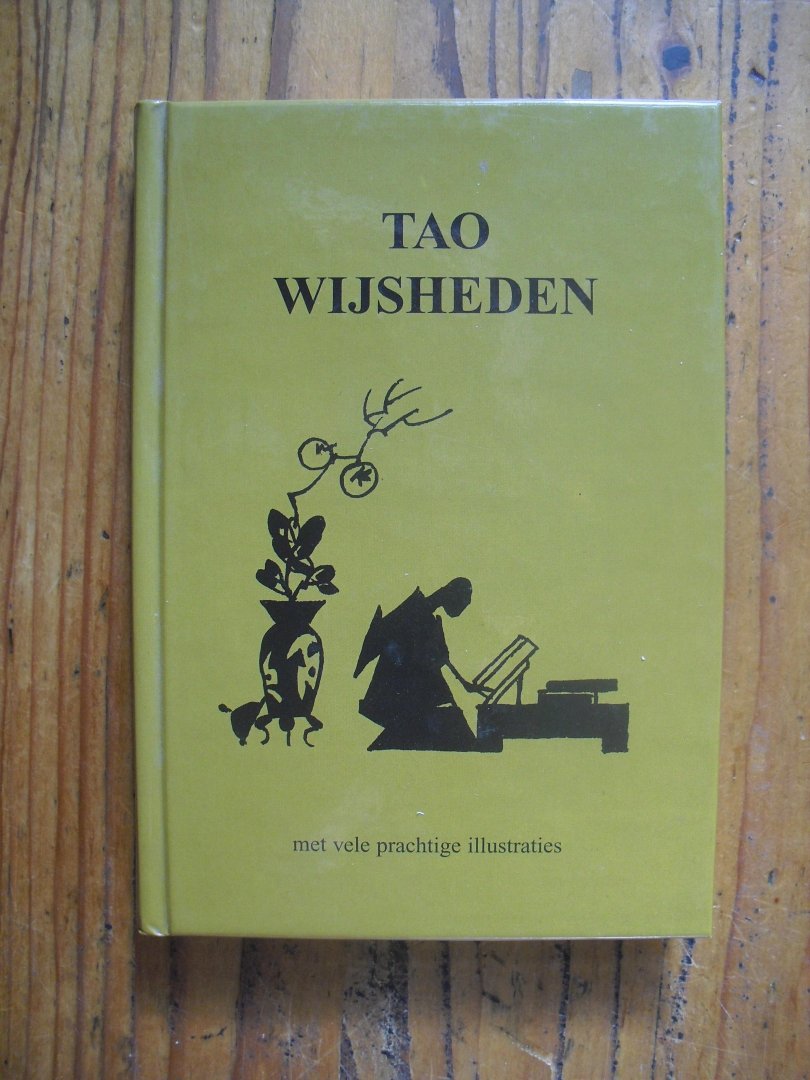 TAO
WIJSHEDEN
met vele prachtige illustraties